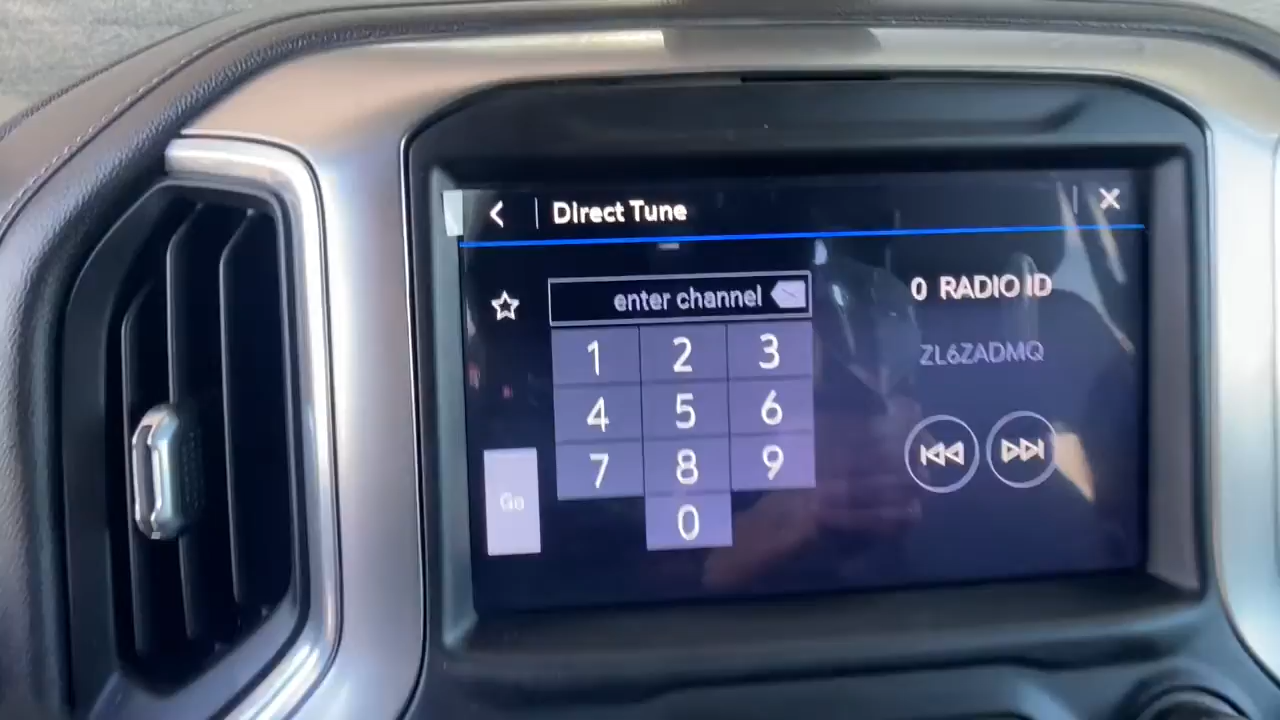 Direct Tune
enter channel
0 RADIO ID
ZL6ZADMQ
1 2 3
4 5 6
7 8 9
0
Go